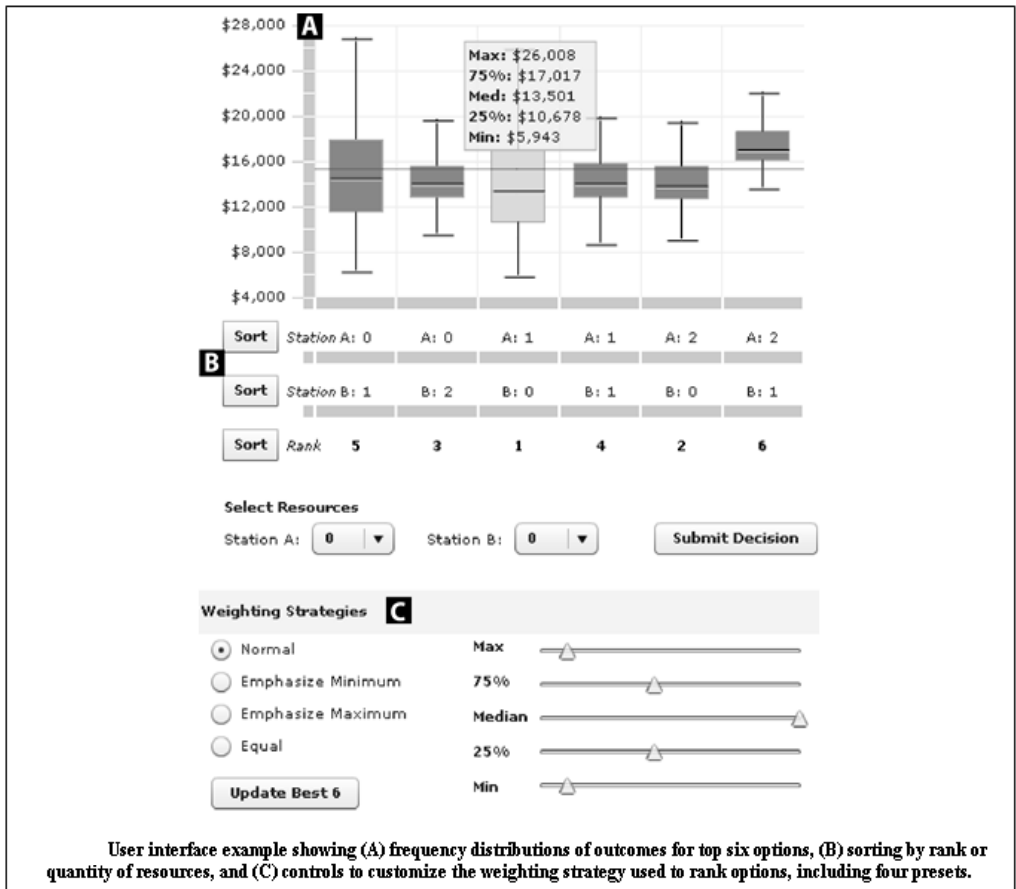 $28,000
A
$24,000
$20,000
$16,000
$12,000
$8,000
$4,000
Max: $26,008
75%: $17,017
Med: $13,501
25%: $10,678
Min: $5,943
Sort Station A: 0 A: 0 A: 1 A: 1 A: 2 A: 2
B
Sort Station B: 1 B: 2 B: 0 B: 1 B: 0 B: 1
Sort Rank 5 3 1 4 2 6
Select Resources
Station A: 0 Station B: 0 Submit Decision
Weighting Strategies C
Normal
Emphasize Minimum
Emphasize Maximum
Equal
Update Best 6
Max
75%
Median
25%
Min
User interface example showing (A) frequency distributions of outcomes for top six options, (B) sorting by rank or
quantity of resources, and (C) controls to customize the weighting strategy used to rank options, including four presets.